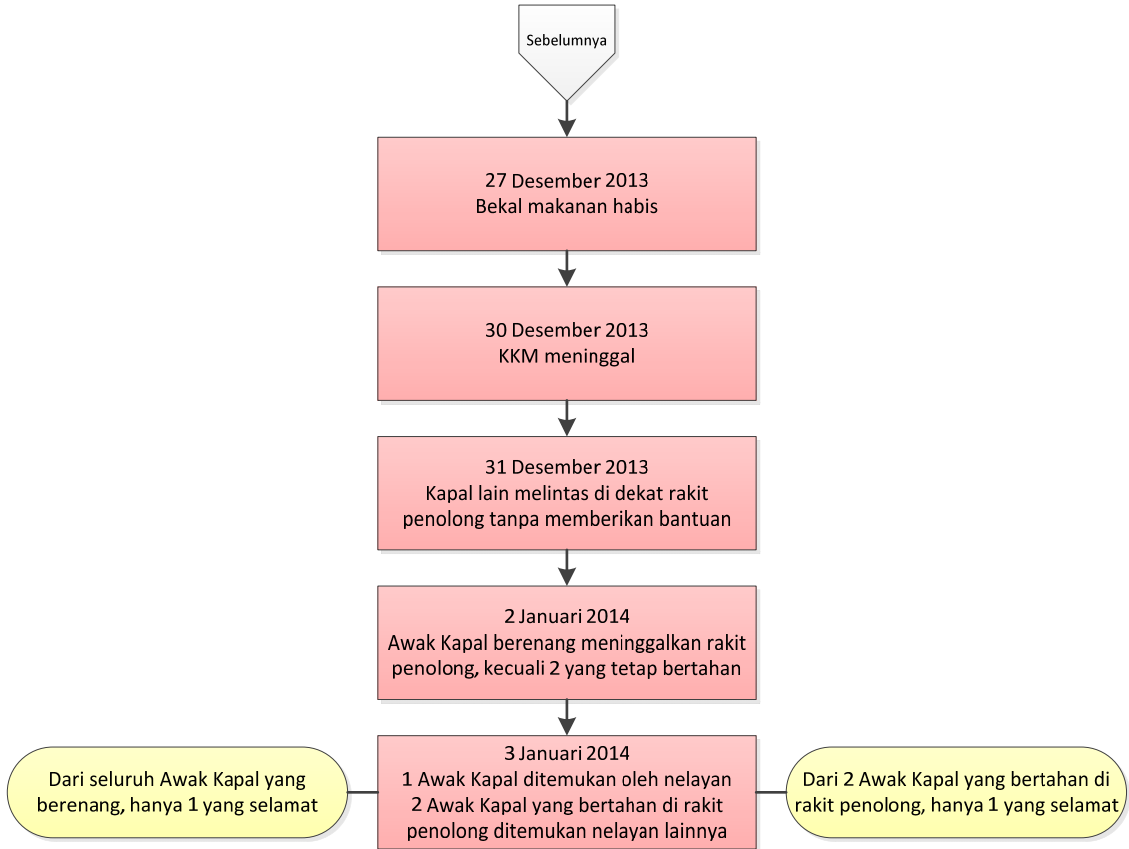 Sebelumnya
27 Desember 2013
Bekal makanan habis
30 Desember 2013
KKM meninggal
31 Desember 2013
Kapal lain melintas di dekat rakit
penolong tanpa memberikan bantuan
2 Januari 2014
Awak Kapal berenang meninggalkan rakit
penolong, kecuali 2 yang tetap bertahan
3 Januari 2014
1 Awak Kapal ditemukan oleh nelayan
2 Awak Kapal yang bertahan di rakit
penolong ditemukan nelayan lainnya
Dari seluruh Awak Kapal yang
berenang, hanya 1 yang selamat
Dari 2 Awak Kapal yang bertahan di
rakit penolong, hanya 1 yang selamat